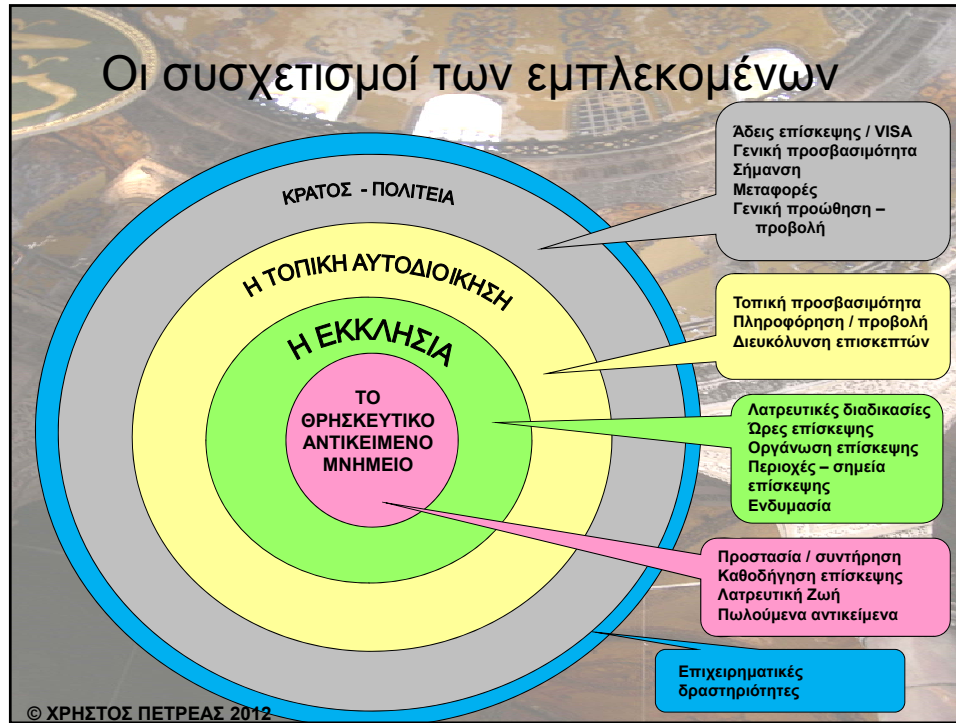 Οι συσχετισμοί των εμπλεκομένων
ΚΡΑΤΟΣ - ΠΟΛΙΤΕΙΑ
Η ΤΟΠΙΚΗ ΑΥΤΟΔΙΟΙΚΗΣΗ
Η ΕΚΚΛΗΣΙΑ
ΤΟ
ΘΡΗΣΚΕΥΤΙΚΟ
ΑΝΤΙΚΕΙΜΕΝΟ
ΜΝΗΜΕΙΟ
Άδεις επίσκεψης / VISA
Γενική προσβασιμότητα
Σήμανση
Μεταφορές
Γενική προώθηση –
προβολή
Τοπική προσβασιμότητα
Πληροφόρηση / προβολή
Διευκόλυνση επισκεπτών
Λατρευτικές διαδικασίες
Ώρες επίσκεψης
Οργάνωση επίσκεψης
Περιοχές – σημεία
επίσκεψης
Ενδυμασία
Προστασία / συντήρηση
Καθοδήγηση επίσκεψης
Λατρευτική Ζωή
Πωλούμενα αντικείμενα
Επιχειρηματικές
δραστηριότητες
© ΧΡΗΣΤΟΣ ΠΕΤΡΕΑΣ 2012